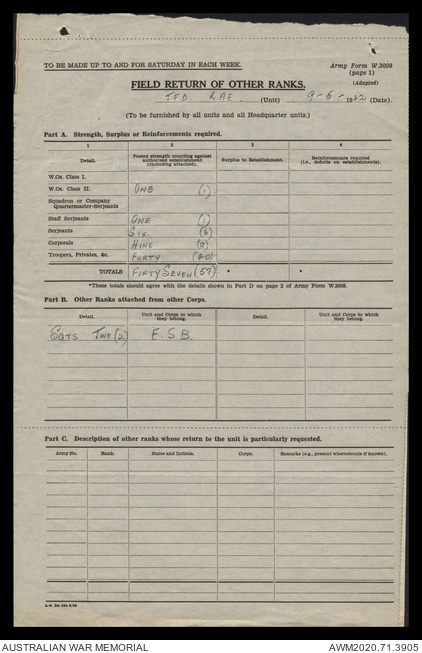 TO BE MADE UP TO AND FOR SATURDAY IN EACH WEEK.
Army Form W.3009
(page 1)
(Adapted)
FIELD RETURN OF OTHER RANKS.
T.F.D. RAE. (Unit) 9-6-1962 (Date).
(To be furnished by all units and all Headquarter units.)
Part A. Strength, Surplus or Reinforcements required.
1 2 3 4
Detail. Posted strength counting against authorised establishment (excluding attached). Surplus to Establishment. Reinforcements required (i.e., deficits on establishments).
W.Os. Class I.
W.Os. Class II. ONE (1)
Squadron or Company Quartermaster-Serjeants
Staff Serjeants ONE (1)
Serjeants SIX (6)
Corporals NINE (9)
Troopers, Privates, &c. FORTY (40)
TOTALS FIFTY SEVEN (57) * *
*These totals should agree with the details shown in Part D on page 2 of Army Form W.3009.
Part B. Other Ranks attached from other Corps.
Detail. Unit and Corps to which they belong. Detail. Unit and Corps to which they belong.
SGTS TWO (2) E.S.B.
Part C. Description of other ranks whose return to the unit is particularly requested.
Army No. Rank. Name and Initials. Corps. Remarks (e.g., present whereabouts if known).
AUSTRALIAN WAR MEMORIAL
AWM2020.71.3905